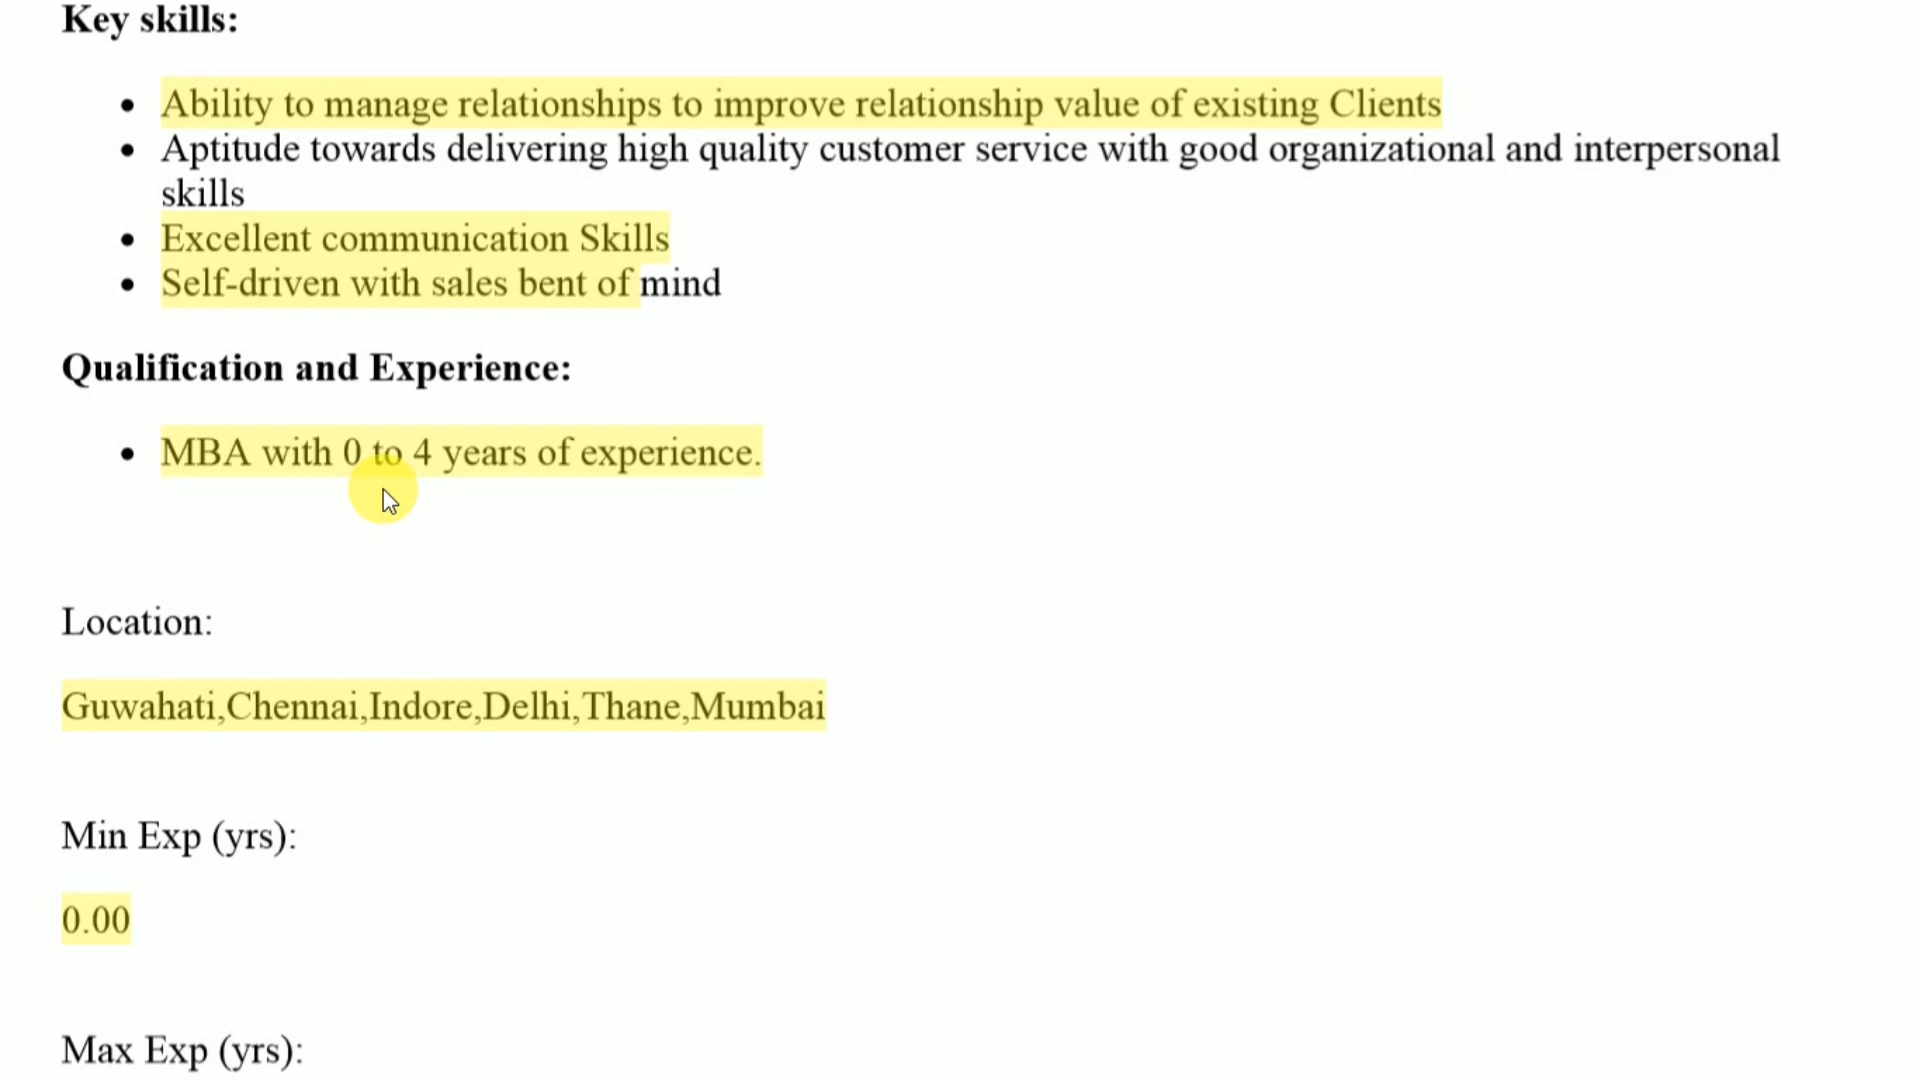 Key skills:
Ability to manage relationships to improve relationship value of existing Clients
Aptitude towards delivering high quality customer service with good organizational and interpersonal
skills
Excellent communication Skills
Self-driven with sales bent of mind
Qualification and Experience:
MBA with 0 to 4 years of experience.
Location:
Guwahati,Chennai,Indore,Delhi,Thane,Mumbai
Min Exp (yrs):
0.00
Max Exp (yrs):